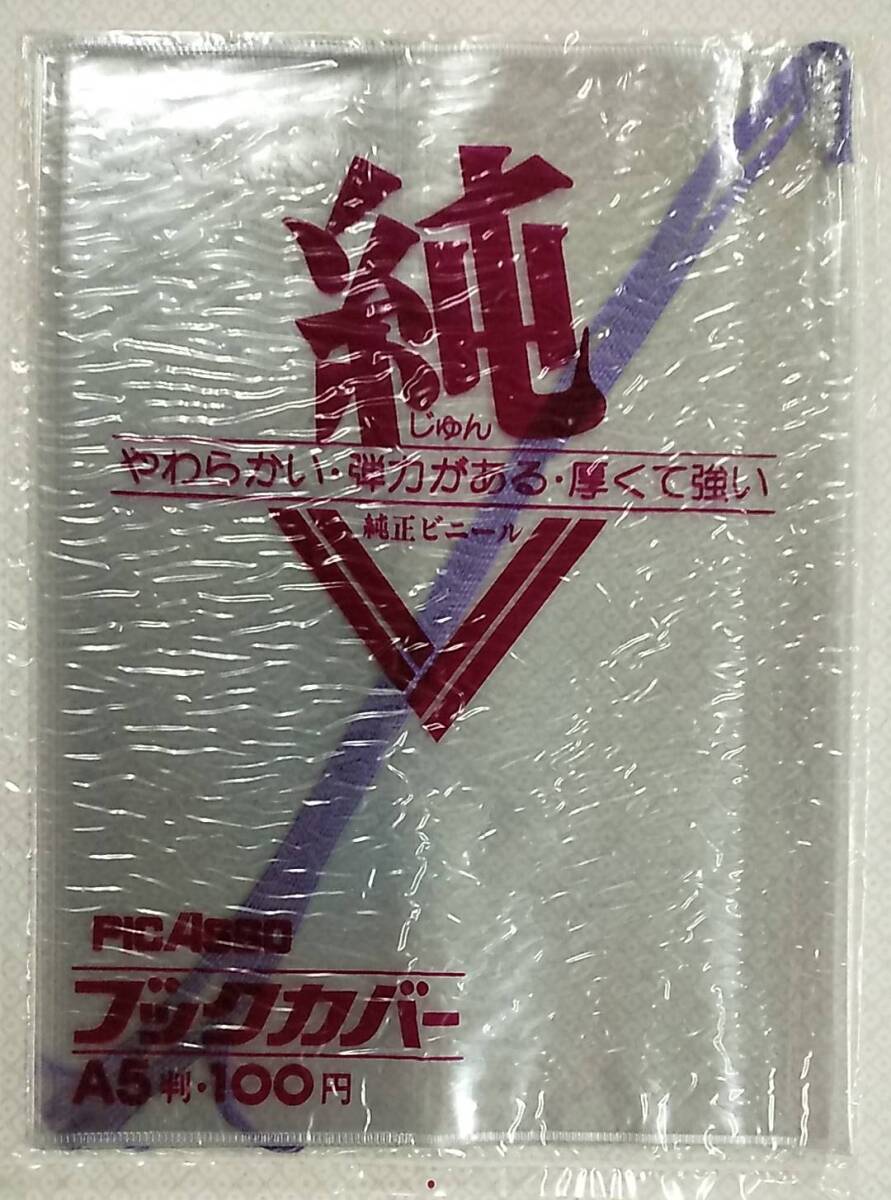 純
じゅん
やわらかい・弾力がある・厚くて強い
純正ビニール
PICASSO
ブックカバー
A5判・100円